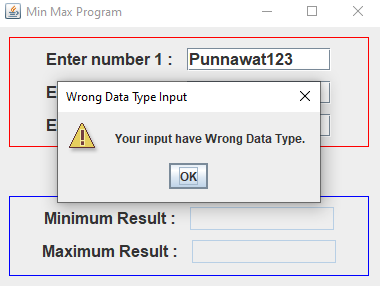 Min Max Program
Enter number 1 : Punnawat123
Wrong Data Type Input
E
E
Your input have Wrong Data Type.
OK
Minimum Result :
Maximum Result :